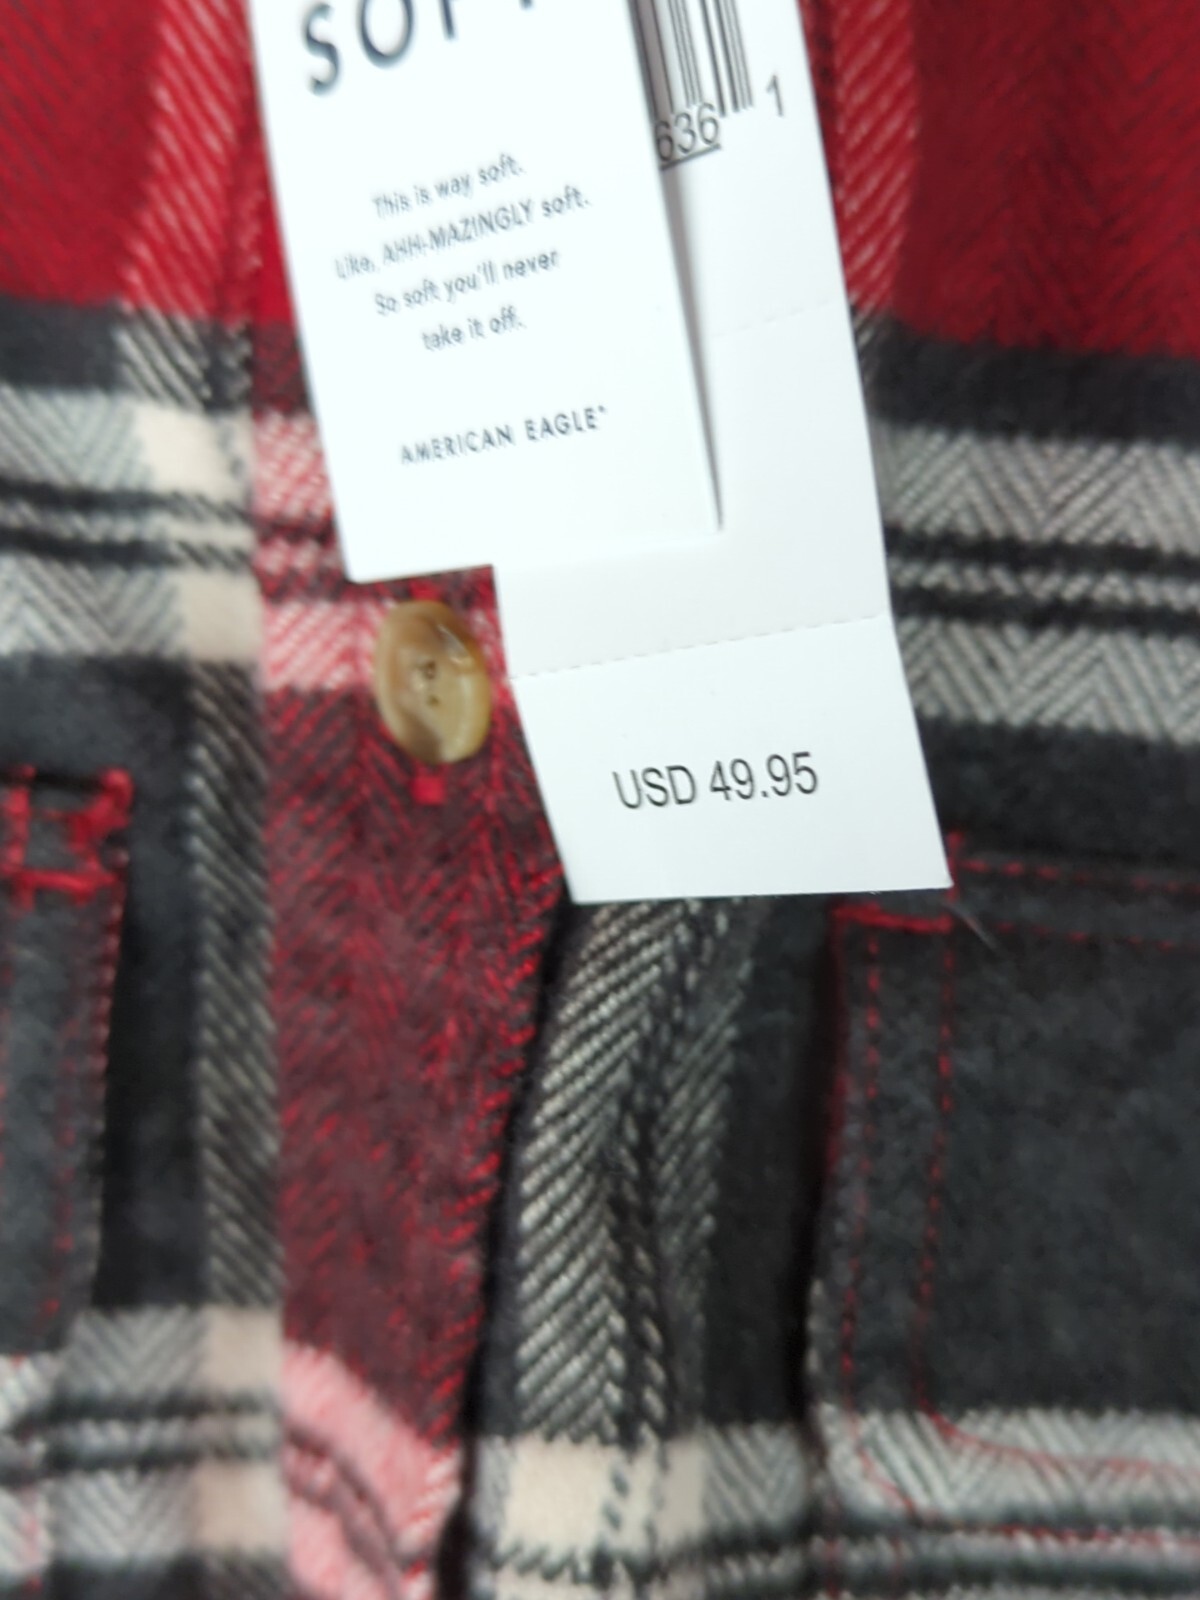 SOFT
636 1
This is way soft.
Like, AHH-MAZINGLY soft.
So soft you'll never
take it off.
AMERICAN EAGLE®
USD 49.95